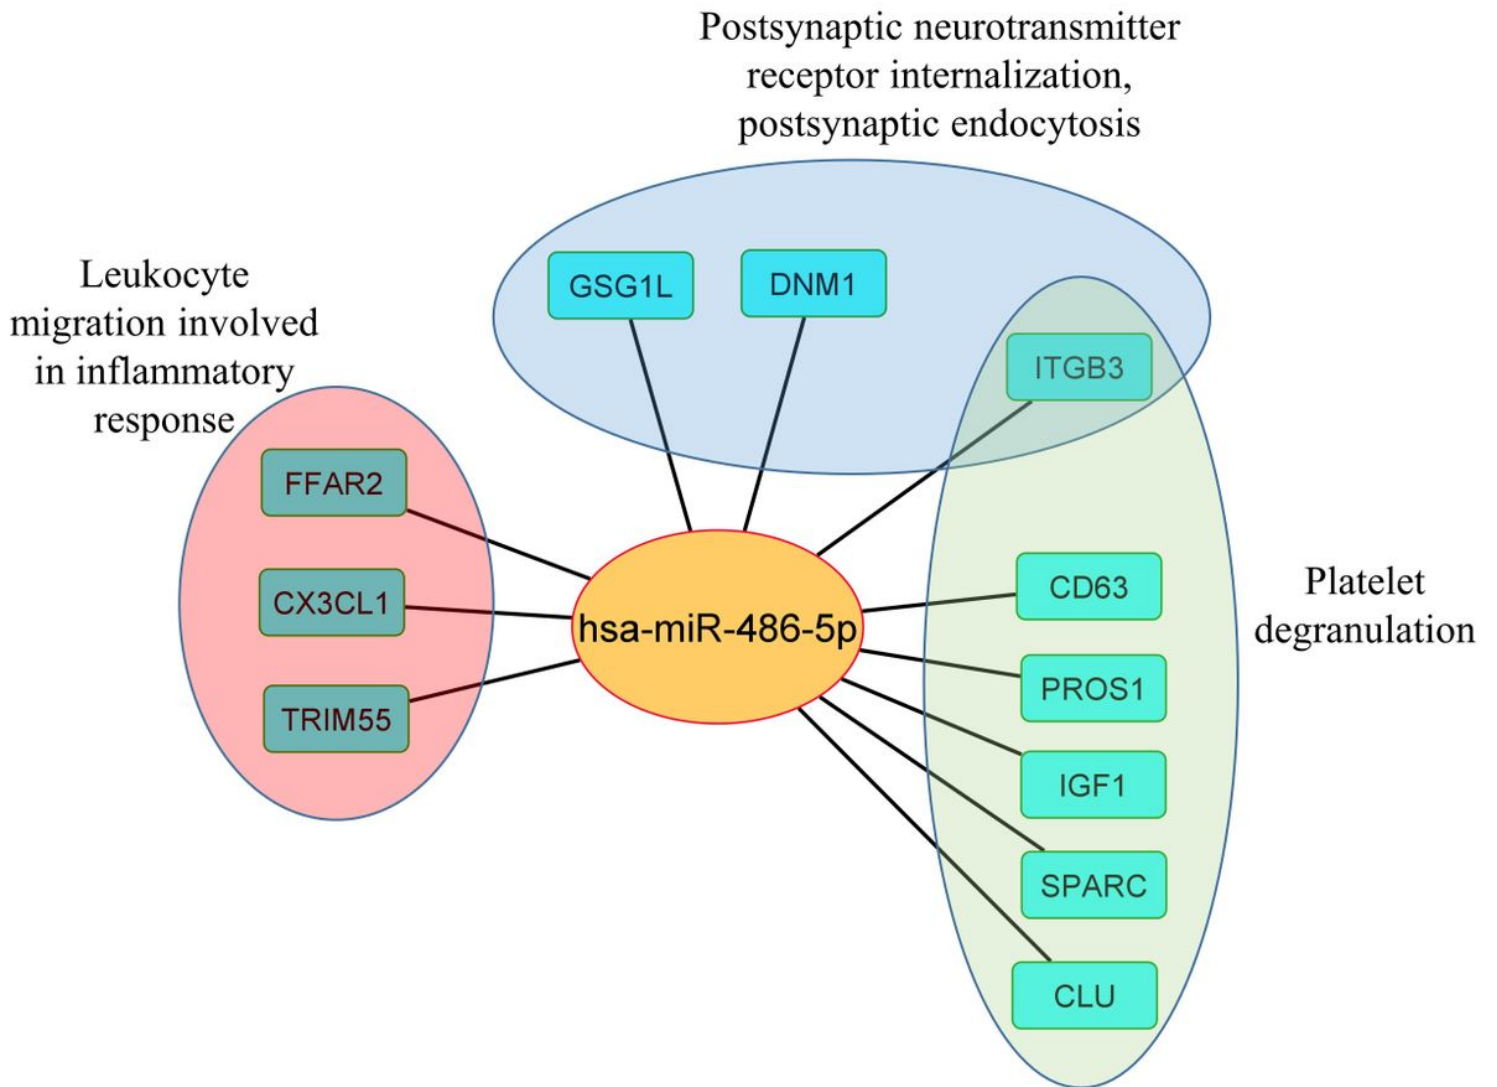 Postsynaptic neurotransmitter
receptor internalization,
postsynaptic endocytosis
Leukocyte
migration involved
in inflammatory
response
GSG1L
DNM1
ITGB3
FFAR2
CX3CL1
TRIM55
hsa-miR-486-5p
CD63
PROS1
IGF1
SPARC
CLU
Platelet
degranulation